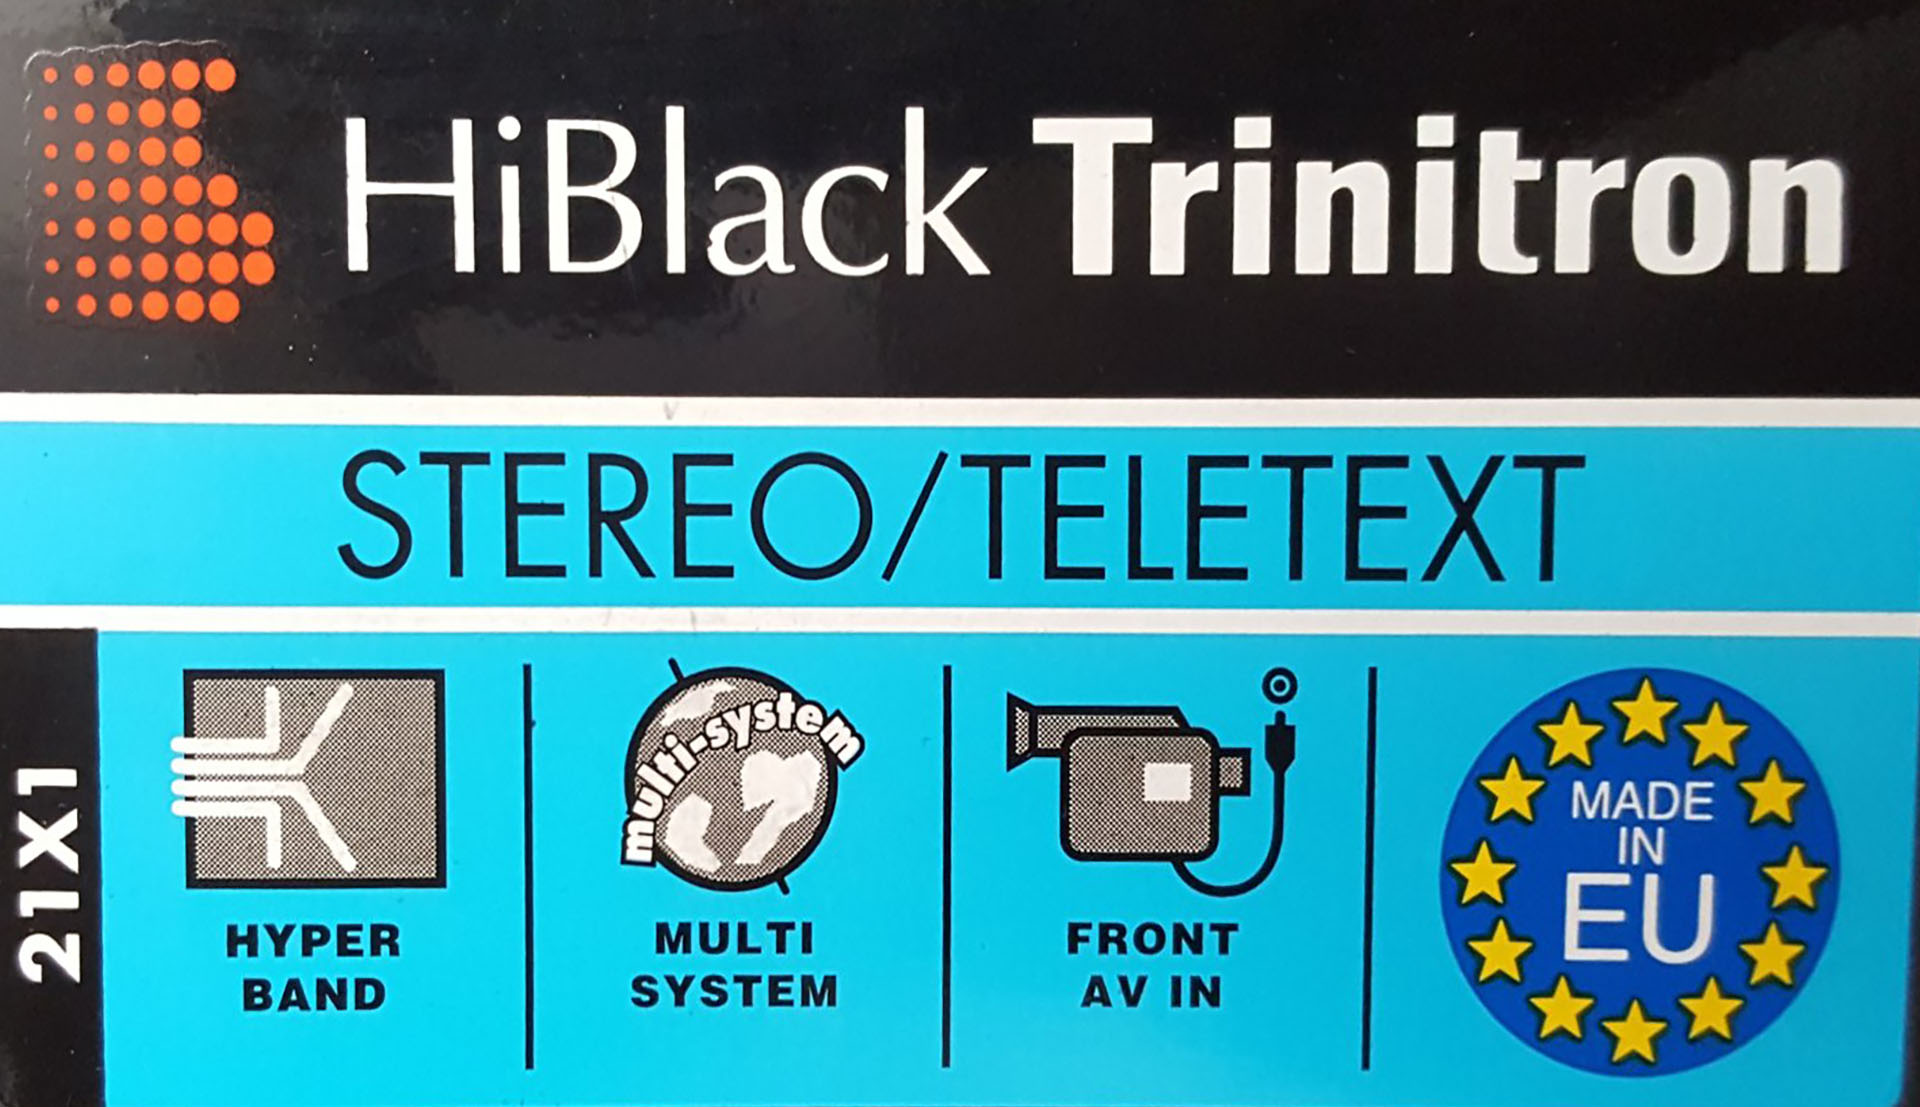 HiBlack Trinitron
STEREO/TELETEXT
21X1
multi-system
HYPER
BAND
MULTI
SYSTEM
FRONT
AV IN
MADE
IN
EU